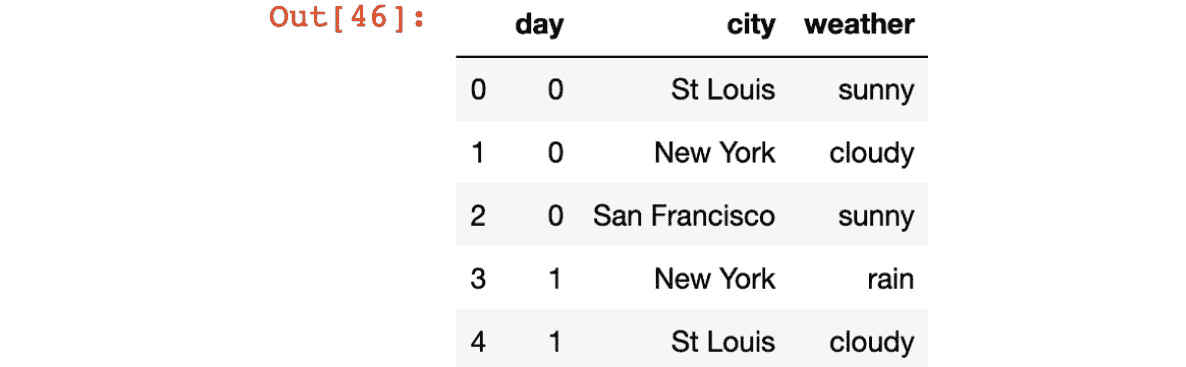 Out[46]:
day city weather
0 0 St Louis sunny
1 0 New York cloudy
2 0 San Francisco sunny
3 1 New York rain
4 1 St Louis cloudy